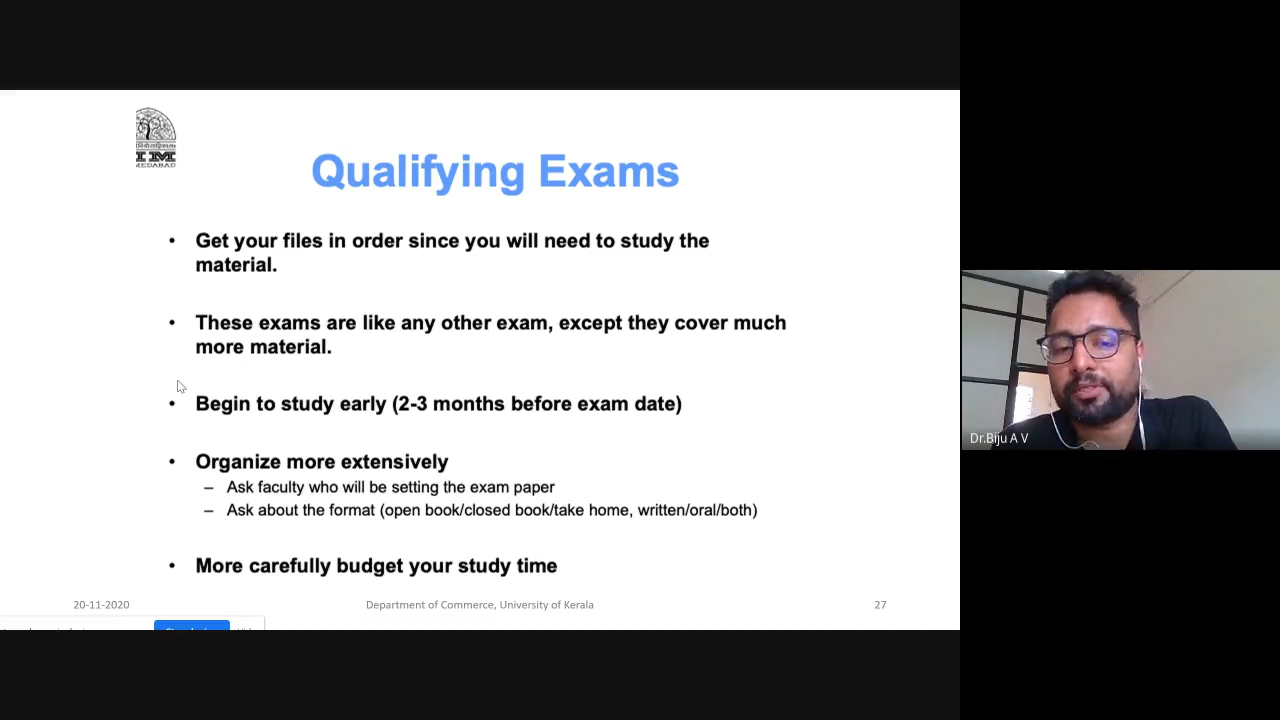 IM
MEDABAD
Qualifying Exams
• Get your files in order since you will need to study the
material.
• These exams are like any other exam, except they cover much
more material.
• Begin to study early (2-3 months before exam date)
• Organize more extensively
– Ask faculty who will be setting the exam paper
– Ask about the format (open book/closed book/take home, written/oral/both)
• More carefully budget your study time
20-11-2020
Department of Commerce, University of Kerala
27
Dr.Biju A V